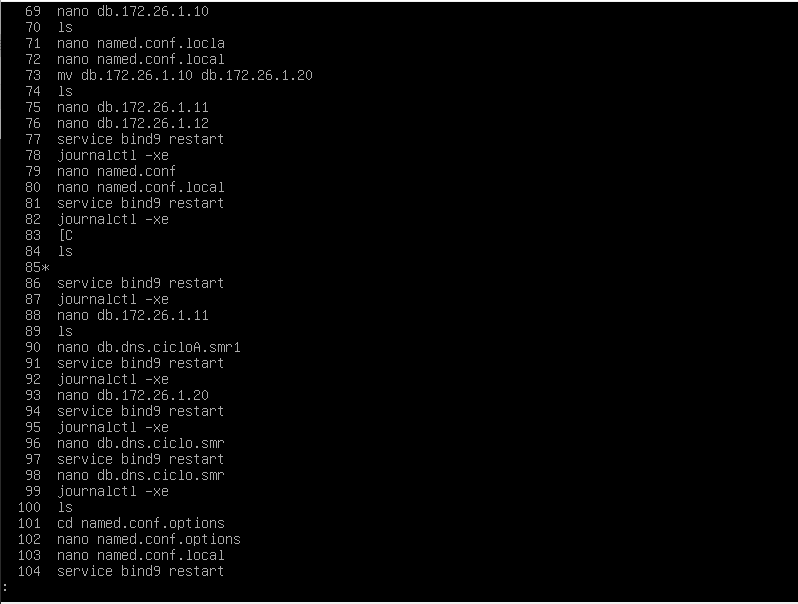 69 nano db.172.26.1.10
70 ls
71 nano named.conf.locla
72 nano named.conf.local
73 mv db.172.26.1.10 db.172.26.1.20
74 ls
75 nano db.172.26.1.11
76 nano db.172.26.1.12
77 service bind9 restart
78 journalctl -xe
79 nano named.conf
80 nano named.conf.local
81 service bind9 restart
82 journalctl -xe
83 [C
84 ls
85*
86 service bind9 restart
87 journalctl -xe
88 nano db.172.26.1.11
89 ls
90 nano db.dns.cicloA.smr1
91 service bind9 restart
92 journalctl -xe
93 nano db.172.26.1.20
94 service bind9 restart
95 journalctl -xe
96 nano db.dns.ciclo.smr
97 service bind9 restart
98 nano db.dns.ciclo.smr
99 journalctl -xe
100 ls
101 cd named.conf.options
102 nano named.conf.options
103 nano named.conf.local
104 service bind9 restart
: